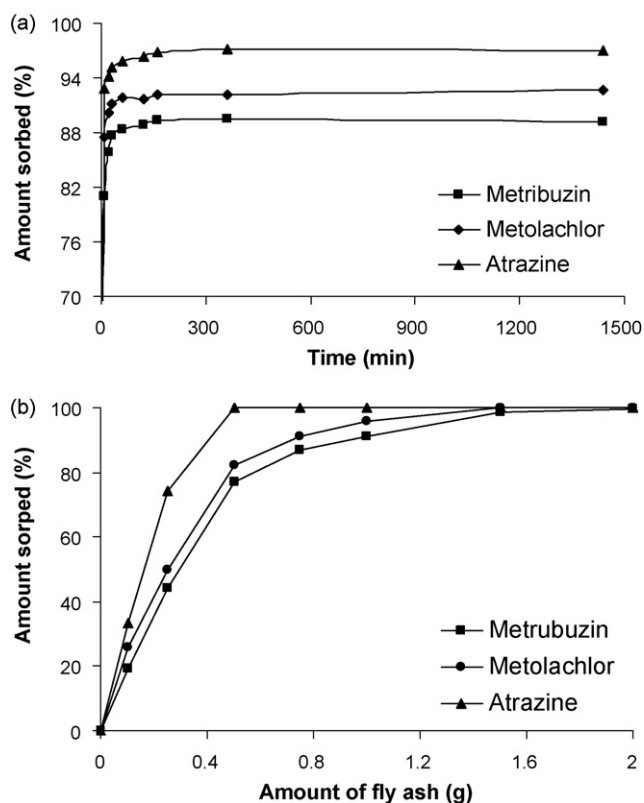 (a)
100
94
88
82
76
70
Amount sorbed (%)
Metribuzin
Metolachlor
Atrazine
0 300 600 900 1200 1500
Time (min)
(b)
100
80
60
40
20
0
Amount sorped (%)
Metrubuzin
Metolachlor
Atrazine
0 0.4 0.8 1.2 1.6 2
Amount of fly ash (g)